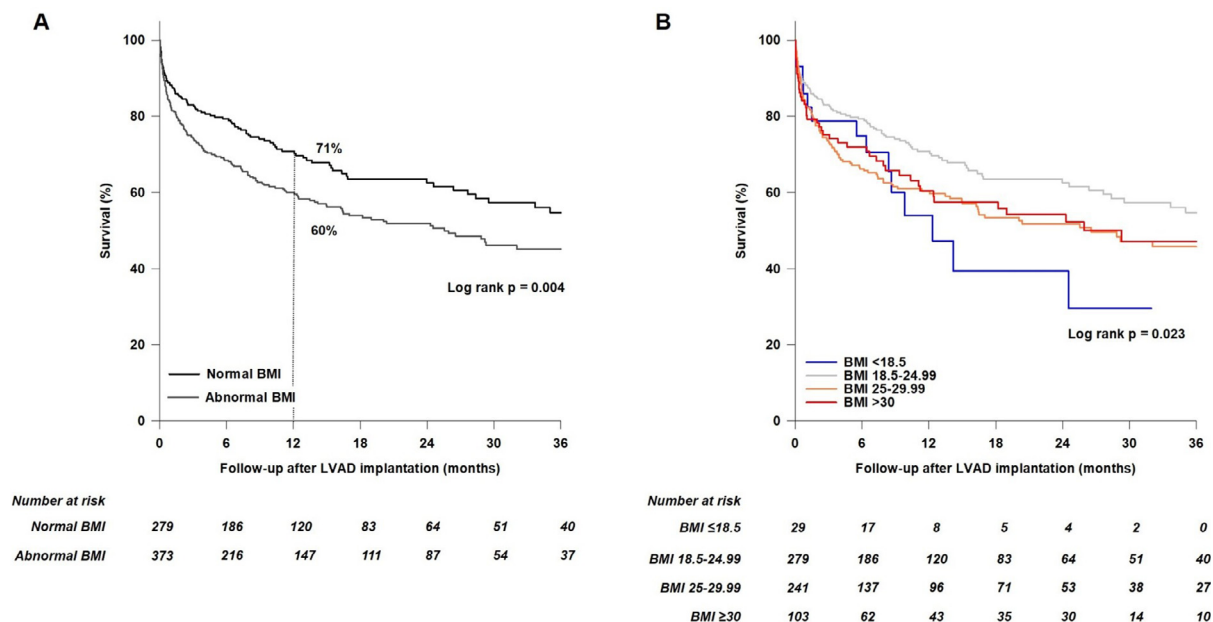 A
B
100
80
60
40
20
0
Survival (%)
71%
60%
Log rank p = 0.004
Normal BMI
Abnormal BMI
0 6 12 18 24 30 36
Follow-up after LVAD implantation (months)
Number at risk
Normal BMI 279 186 120 83 64 51 40
Abnormal BMI 373 216 147 111 87 54 37
100
80
60
40
20
0
Survival (%)
Log rank p = 0.023
BMI <18.5
BMI 18.5-24.99
BMI 25-29.99
BMI >30
0 6 12 18 24 30 36
Follow-up after LVAD implantation (months)
Number at risk
BMI ≤18.5 29 17 8 5 4 2 0
BMI 18.5-24.99 279 186 120 83 64 51 40
BMI 25-29.99 241 137 96 71 53 38 27
BMI ≥30 103 62 43 35 30 14 10